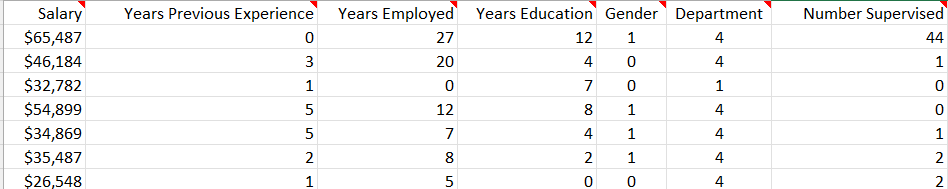 Salary Years Previous Experience Years Employed Years Education Gender Department Number Supervised
$65,487 0 27 12 1 4 44
$46,184 3 20 4 0 4 1
$32,782 1 0 7 0 1 0
$54,899 5 12 8 1 4 0
$34,869 5 7 4 1 4 1
$35,487 2 8 2 1 4 2
$26,548 1 5 0 0 4 2